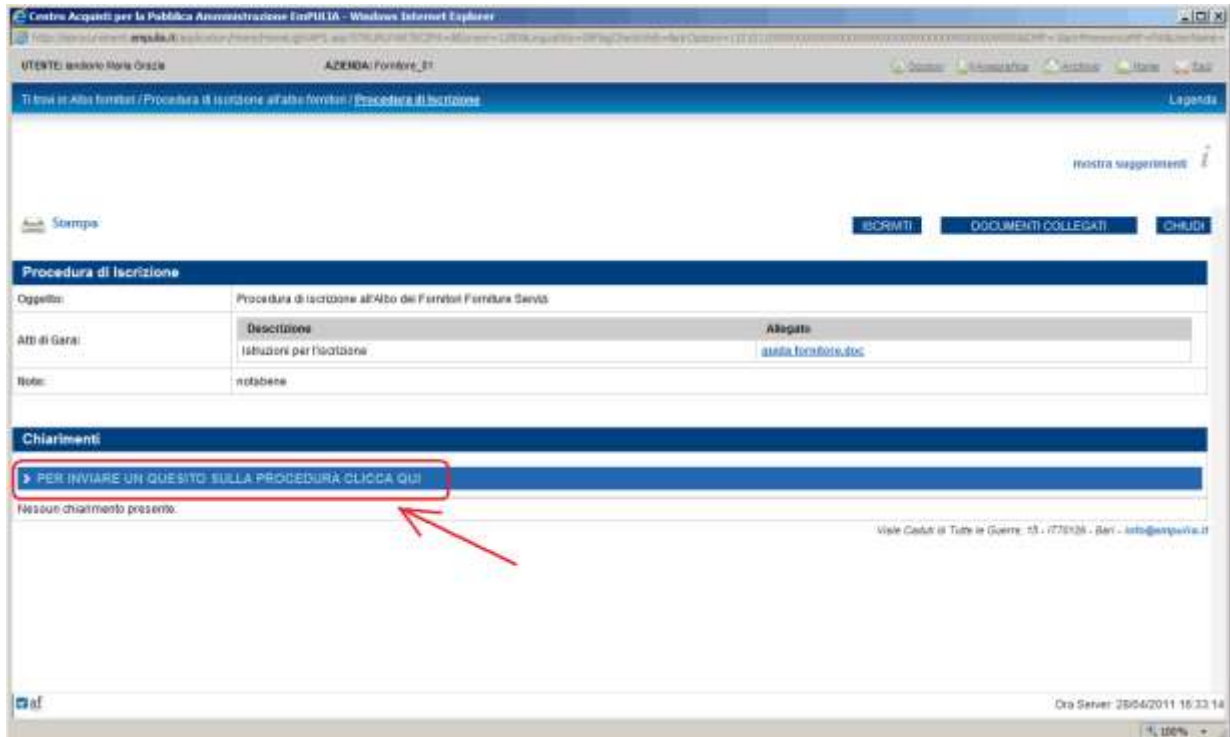 Centro Acquisti per la Pubblica Amministrazione EmPULIA - Windows Internet Explorer
UTENTE: Maria Grazia AZIENDA: Fornitore_01
Ti trovi in: Albo fornitori / Procedura di iscrizione all'albo fornitori / Procedura di Iscrizione Legenda
mostra suggerimenti
Stampa ISCRIVITI DOCUMENTI COLLEGATI CHIUDI
Procedura di Iscrizione
Oggetto: Procedura di iscrizione all'Albo dei Fornitori Forniture Servizi
Descrizione Allegato
Atti di Gara:
Istruzioni per l'iscrizione guida fornitore.doc
Note: notabene
Chiarimenti
PER INVIARE UN QUESITO SULLA PROCEDURA CLICCA QUI
Nessun chiarimento presente.
Viale Caduti di Tutte le Guerre, 15 - IT70126 - Bari - info@empulia.it
af Ora Server: 28/04/2011 16:33:14
100%